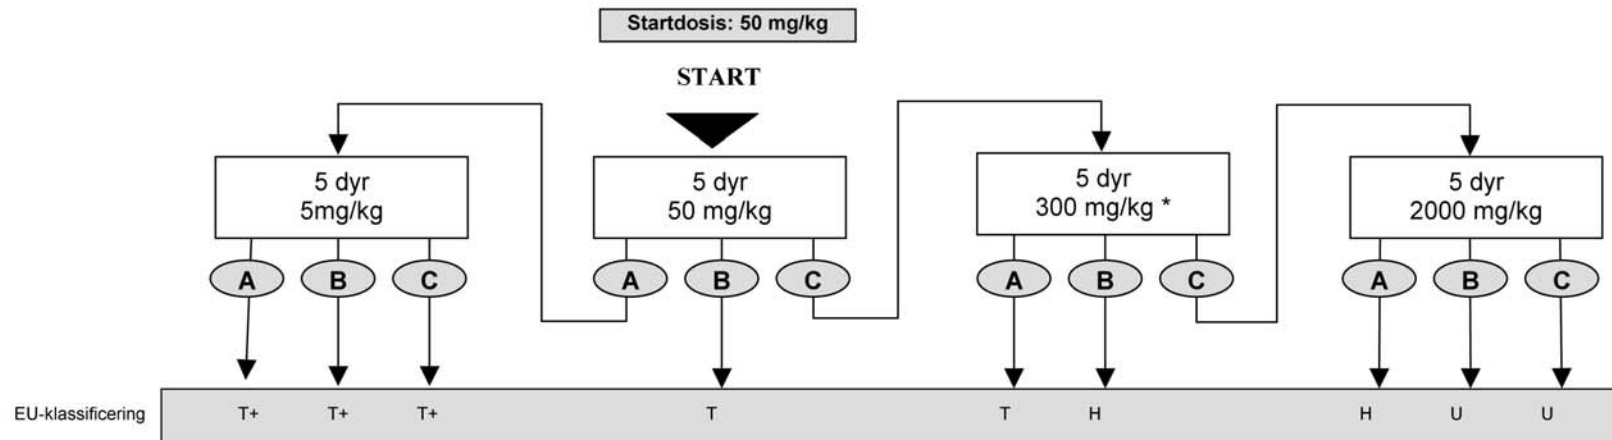 Startdosis: 50 mg/kg
START
5 dyr
5mg/kg
5 dyr
50 mg/kg
5 dyr
300 mg/kg *
5 dyr
2000 mg/kg
A B C A B C A B C A B C
EU-klassificering T+ T+ T+ T T H H U U